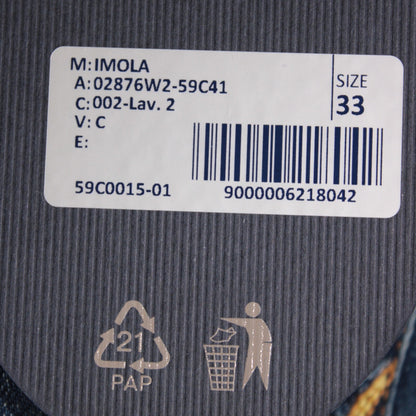 M: IMOLA
A: 02876W2-59C41
C: 002-Lav. 2
V: C
E:
SIZE
33
59C0015-01
9000006218042
21
PAP